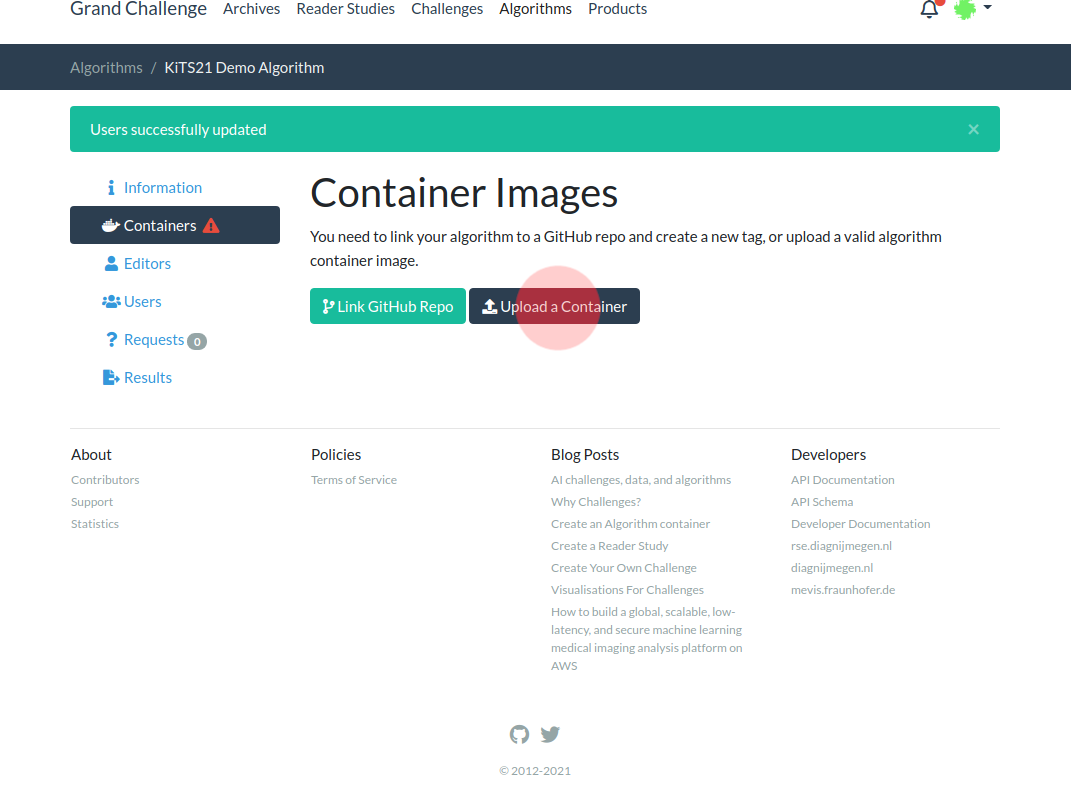 Grand Challenge Archives Reader Studies Challenges Algorithms Products
Algorithms / KiTS21 Demo Algorithm
Users successfully updated ×
Information
Containers
Editors
Users
Requests 0
Results
Container Images
You need to link your algorithm to a GitHub repo and create a new tag, or upload a valid algorithm
container image.
Link GitHub Repo Upload a Container
About
Contributors
Support
Statistics
Policies
Terms of Service
Blog Posts
AI challenges, data, and algorithms
Why Challenges?
Create an Algorithm container
Create a Reader Study
Create Your Own Challenge
Visualisations For Challenges
How to build a global, scalable, low-
latency, and secure machine learning
medical imaging analysis platform on
AWS
Developers
API Documentation
API Schema
Developer Documentation
rse.diagnijmegen.nl
diagnijmegen.nl
mevis.fraunhofer.de
© 2012-2021